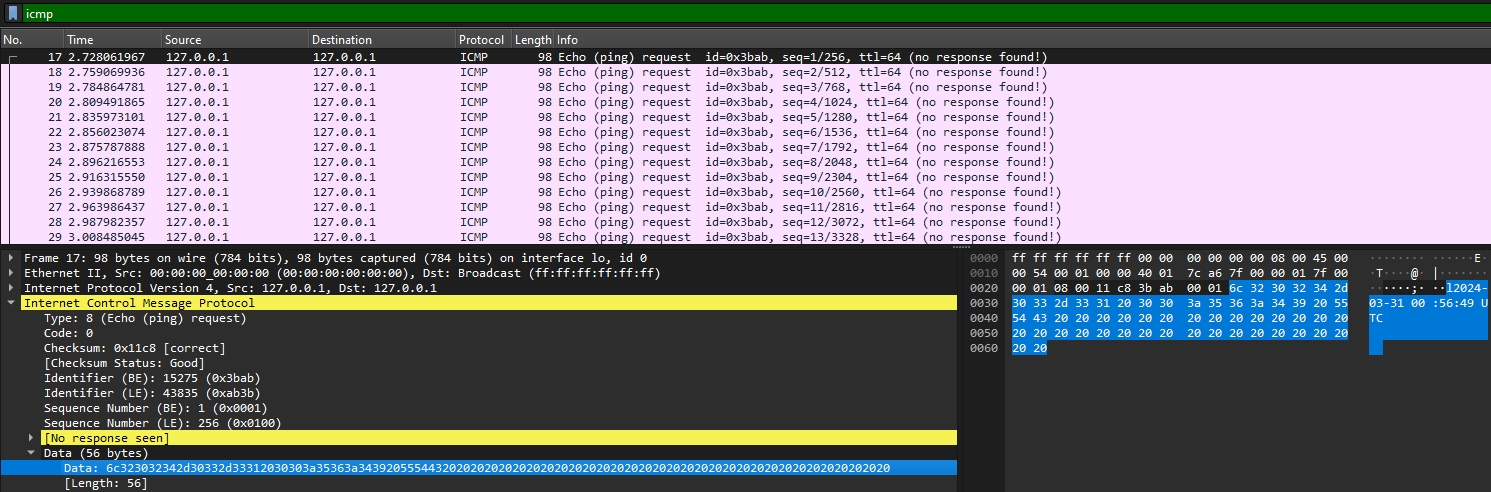 icmp
No. Time Source Destination Protocol Length Info
17 2.728061967 127.0.0.1 127.0.0.1 ICMP 98 Echo (ping) request id=0x3bab, seq=1/256, ttl=64 (no response found!)
18 2.759069936 127.0.0.1 127.0.0.1 ICMP 98 Echo (ping) request id=0x3bab, seq=2/512, ttl=64 (no response found!)
19 2.784864781 127.0.0.1 127.0.0.1 ICMP 98 Echo (ping) request id=0x3bab, seq=3/768, ttl=64 (no response found!)
20 2.809491865 127.0.0.1 127.0.0.1 ICMP 98 Echo (ping) request id=0x3bab, seq=4/1024, ttl=64 (no response found!)
21 2.835973101 127.0.0.1 127.0.0.1 ICMP 98 Echo (ping) request id=0x3bab, seq=5/1280, ttl=64 (no response found!)
22 2.856023074 127.0.0.1 127.0.0.1 ICMP 98 Echo (ping) request id=0x3bab, seq=6/1536, ttl=64 (no response found!)
23 2.875787888 127.0.0.1 127.0.0.1 ICMP 98 Echo (ping) request id=0x3bab, seq=7/1792, ttl=64 (no response found!)
24 2.896216553 127.0.0.1 127.0.0.1 ICMP 98 Echo (ping) request id=0x3bab, seq=8/2048, ttl=64 (no response found!)
25 2.916315550 127.0.0.1 127.0.0.1 ICMP 98 Echo (ping) request id=0x3bab, seq=9/2304, ttl=64 (no response found!)
26 2.939868789 127.0.0.1 127.0.0.1 ICMP 98 Echo (ping) request id=0x3bab, seq=10/2560, ttl=64 (no response found!)
27 2.963986437 127.0.0.1 127.0.0.1 ICMP 98 Echo (ping) request id=0x3bab, seq=11/2816, ttl=64 (no response found!)
28 2.987982357 127.0.0.1 127.0.0.1 ICMP 98 Echo (ping) request id=0x3bab, seq=12/3072, ttl=64 (no response found!)
29 3.008485045 127.0.0.1 127.0.0.1 ICMP 98 Echo (ping) request id=0x3bab, seq=13/3328, ttl=64 (no response found!)
Frame 17: 98 bytes on wire (784 bits), 98 bytes captured (784 bits) on interface lo, id 0
Ethernet II, Src: 00:00:00_00:00:00 (00:00:00:00:00:00), Dst: Broadcast (ff:ff:ff:ff:ff:ff)
Internet Protocol Version 4, Src: 127.0.0.1, Dst: 127.0.0.1
Internet Control Message Protocol
Type: 8 (Echo (ping) request)
Code: 0
Checksum: 0x11c8 [correct]
[Checksum Status: Good]
Identifier (BE): 15275 (0x3bab)
Identifier (LE): 43835 (0xab3b)
Sequence Number (BE): 1 (0x0001)
Sequence Number (LE): 256 (0x0100)
[No response seen]
Data (56 bytes)
Data: 6c323032342d30332d33312030303a35363a34392055544320202020202020202020202020202020202020202020202020202020202020202020
[Length: 56]
0000 ff ff ff ff ff ff 00 00 00 00 00 00 08 00 45 00 ········ ······E·
0010 00 54 00 01 00 00 40 01 7c a6 7f 00 00 01 7f 00 ·T····@· |·······
0020 00 01 08 00 11 c8 3b ab 00 01 6c 32 30 32 34 2d ······;· ··l2024-
0030 30 33 2d 33 31 20 30 30 3a 35 36 3a 34 39 20 55 03-31 00 :56:49 U
0040 54 43 20 20 20 20 20 20 20 20 20 20 20 20 20 20 TC
0050 20 20 20 20 20 20 20 20 20 20 20 20 20 20 20 20
0060 20 20